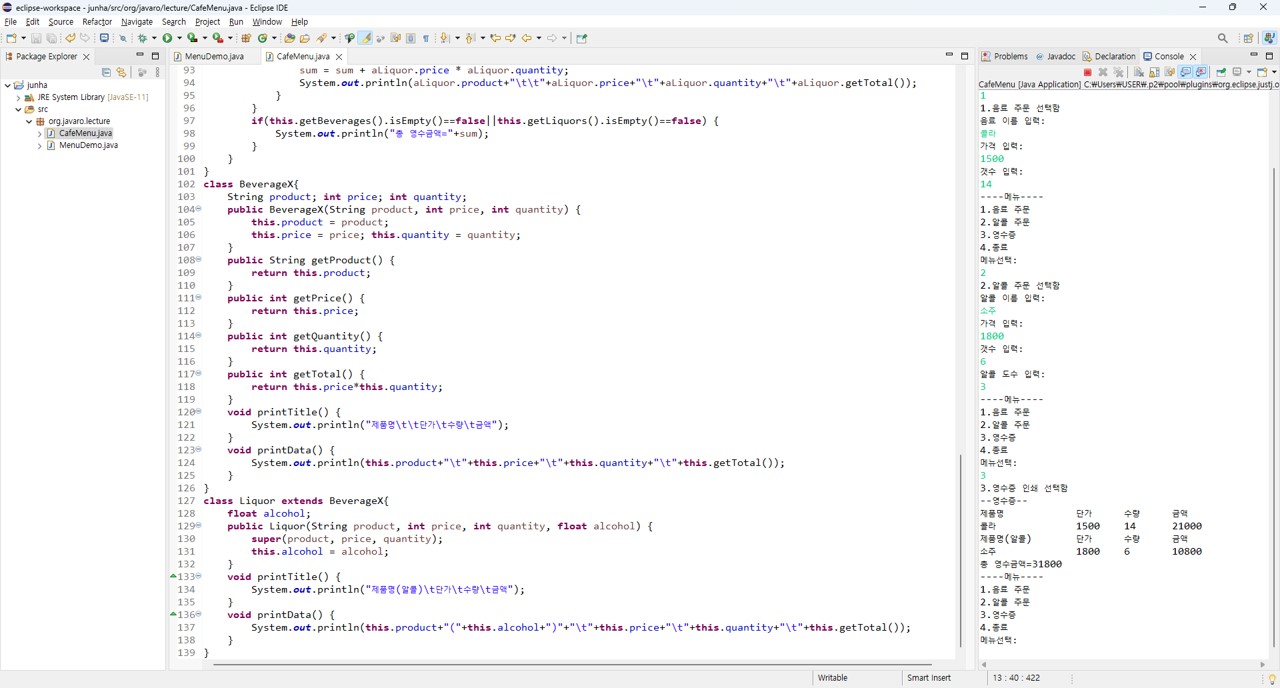 eclipse-workspace - junha/src/org/javaro/lecture/CafeMenu.java - Eclipse IDE
File Edit Source Refactor Navigate Search Project Run Window Help
Package Explorer
junha
JRE System Library [JavaSE-11]
src
org.javaro.lecture
CafeMenu.java
MenuDemo.java
MenuDemo.java CafeMenu.java
93 sum = sum + aLiquor.price * aLiquor.quantity;
94 System.out.println(aLiquor.product+"\t\t"+aLiquor.price+"\t"+aLiquor.quantity+"\t"+aLiquor.getTotal());
95 }
96 }
97 if(this.getBeverages().isEmpty()==false||this.getLiquors().isEmpty()==false) {
98 System.out.println("총 영수금액="+sum);
99 }
100 }
101 }
102 class BeverageX{
103 String product; int price; int quantity;
104 public BeverageX(String product, int price, int quantity) {
105 this.product = product;
106 this.price = price; this.quantity = quantity;
107 }
108 public String getProduct() {
109 return this.product;
110 }
111 public int getPrice() {
112 return this.price;
113 }
114 public int getQuantity() {
115 return this.quantity;
116 }
117 public int getTotal() {
118 return this.price*this.quantity;
119 }
120 void printTitle() {
121 System.out.println("제품명\t\t단가\t수량\t금액");
122 }
123 void printData() {
124 System.out.println(this.product+"\t"+this.price+"\t"+this.quantity+"\t"+this.getTotal());
125 }
126 }
127 class Liquor extends BeverageX{
128 float alcohol;
129 public Liquor(String product, int price, int quantity, float alcohol) {
130 super(product, price, quantity);
131 this.alcohol = alcohol;
132 }
133 void printTitle() {
134 System.out.println("제품명(알콜)\t단가\t수량\t금액");
135 }
136 void printData() {
137 System.out.println(this.product+"("+this.alcohol+")"+"\t"+this.price+"\t"+this.quantity+"\t"+this.getTotal());
138 }
139 }
Problems Javadoc Declaration Console
CafeMenu [Java Application] C:₩Users₩USER₩.p2₩pool₩plugins₩org.eclipse.justj.o
1
1.음료 주문 선택함
음료 이름 입력:
콜라
가격 입력:
1500
갯수 입력:
14
----메뉴----
1.음료 주문
2.알콜 주문
3.영수증
4.종료
메뉴선택:
2
2.알콜 주문 선택함
알콜 이름 입력:
소주
가격 입력:
1800
갯수 입력:
6
알콜 도수 입력:
3
----메뉴----
1.음료 주문
2.알콜 주문
3.영수증
4.종료
메뉴선택:
3
3.영수증 인쇄 선택함
--영수증--
제품명 단가 수량 금액
콜라 1500 14 21000
제품명(알콜) 단가 수량 금액
소주 1800 6 10800
총 영수금액=31800
----메뉴----
1.음료 주문
2.알콜 주문
3.영수증
4.종료
메뉴선택:
Writable Smart Insert 13 : 40 : 422